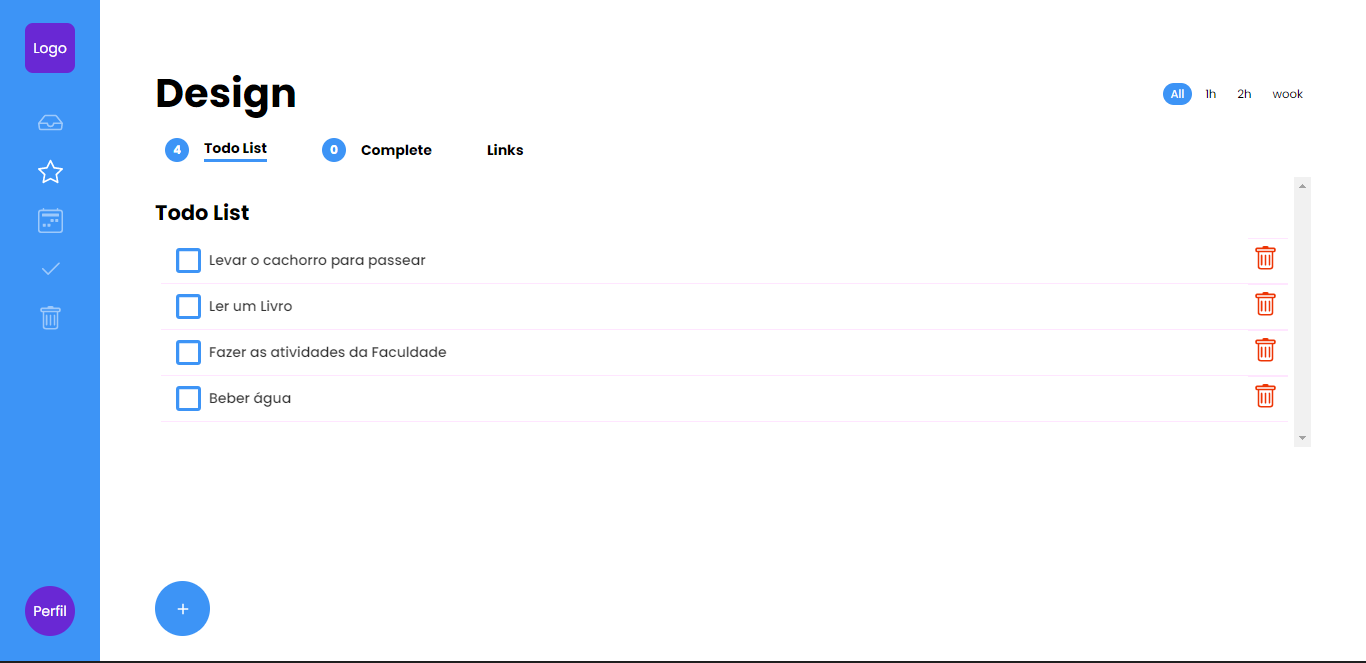 Logo
Design
All 1h 2h wook
4 Todo List 0 Complete Links
Todo List
Levar o cachorro para passear
Ler um Livro
Fazer as atividades da Faculdade
Beber água
Perfil +